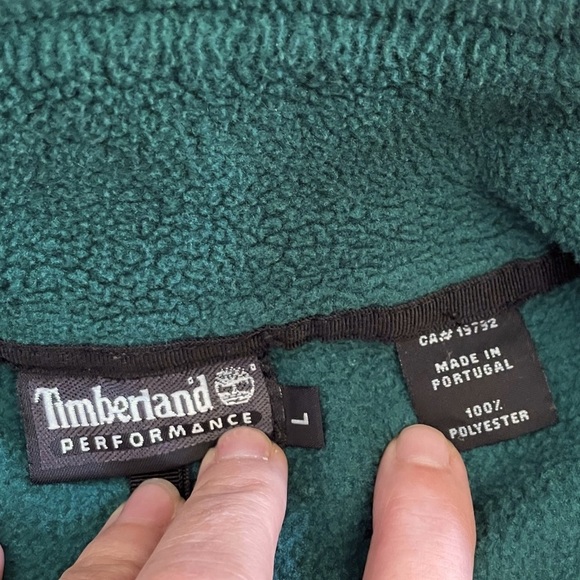 Timberland®
PERFORMANCE
L
CA# 19792
MADE IN
PORTUGAL
100%
POLYESTER